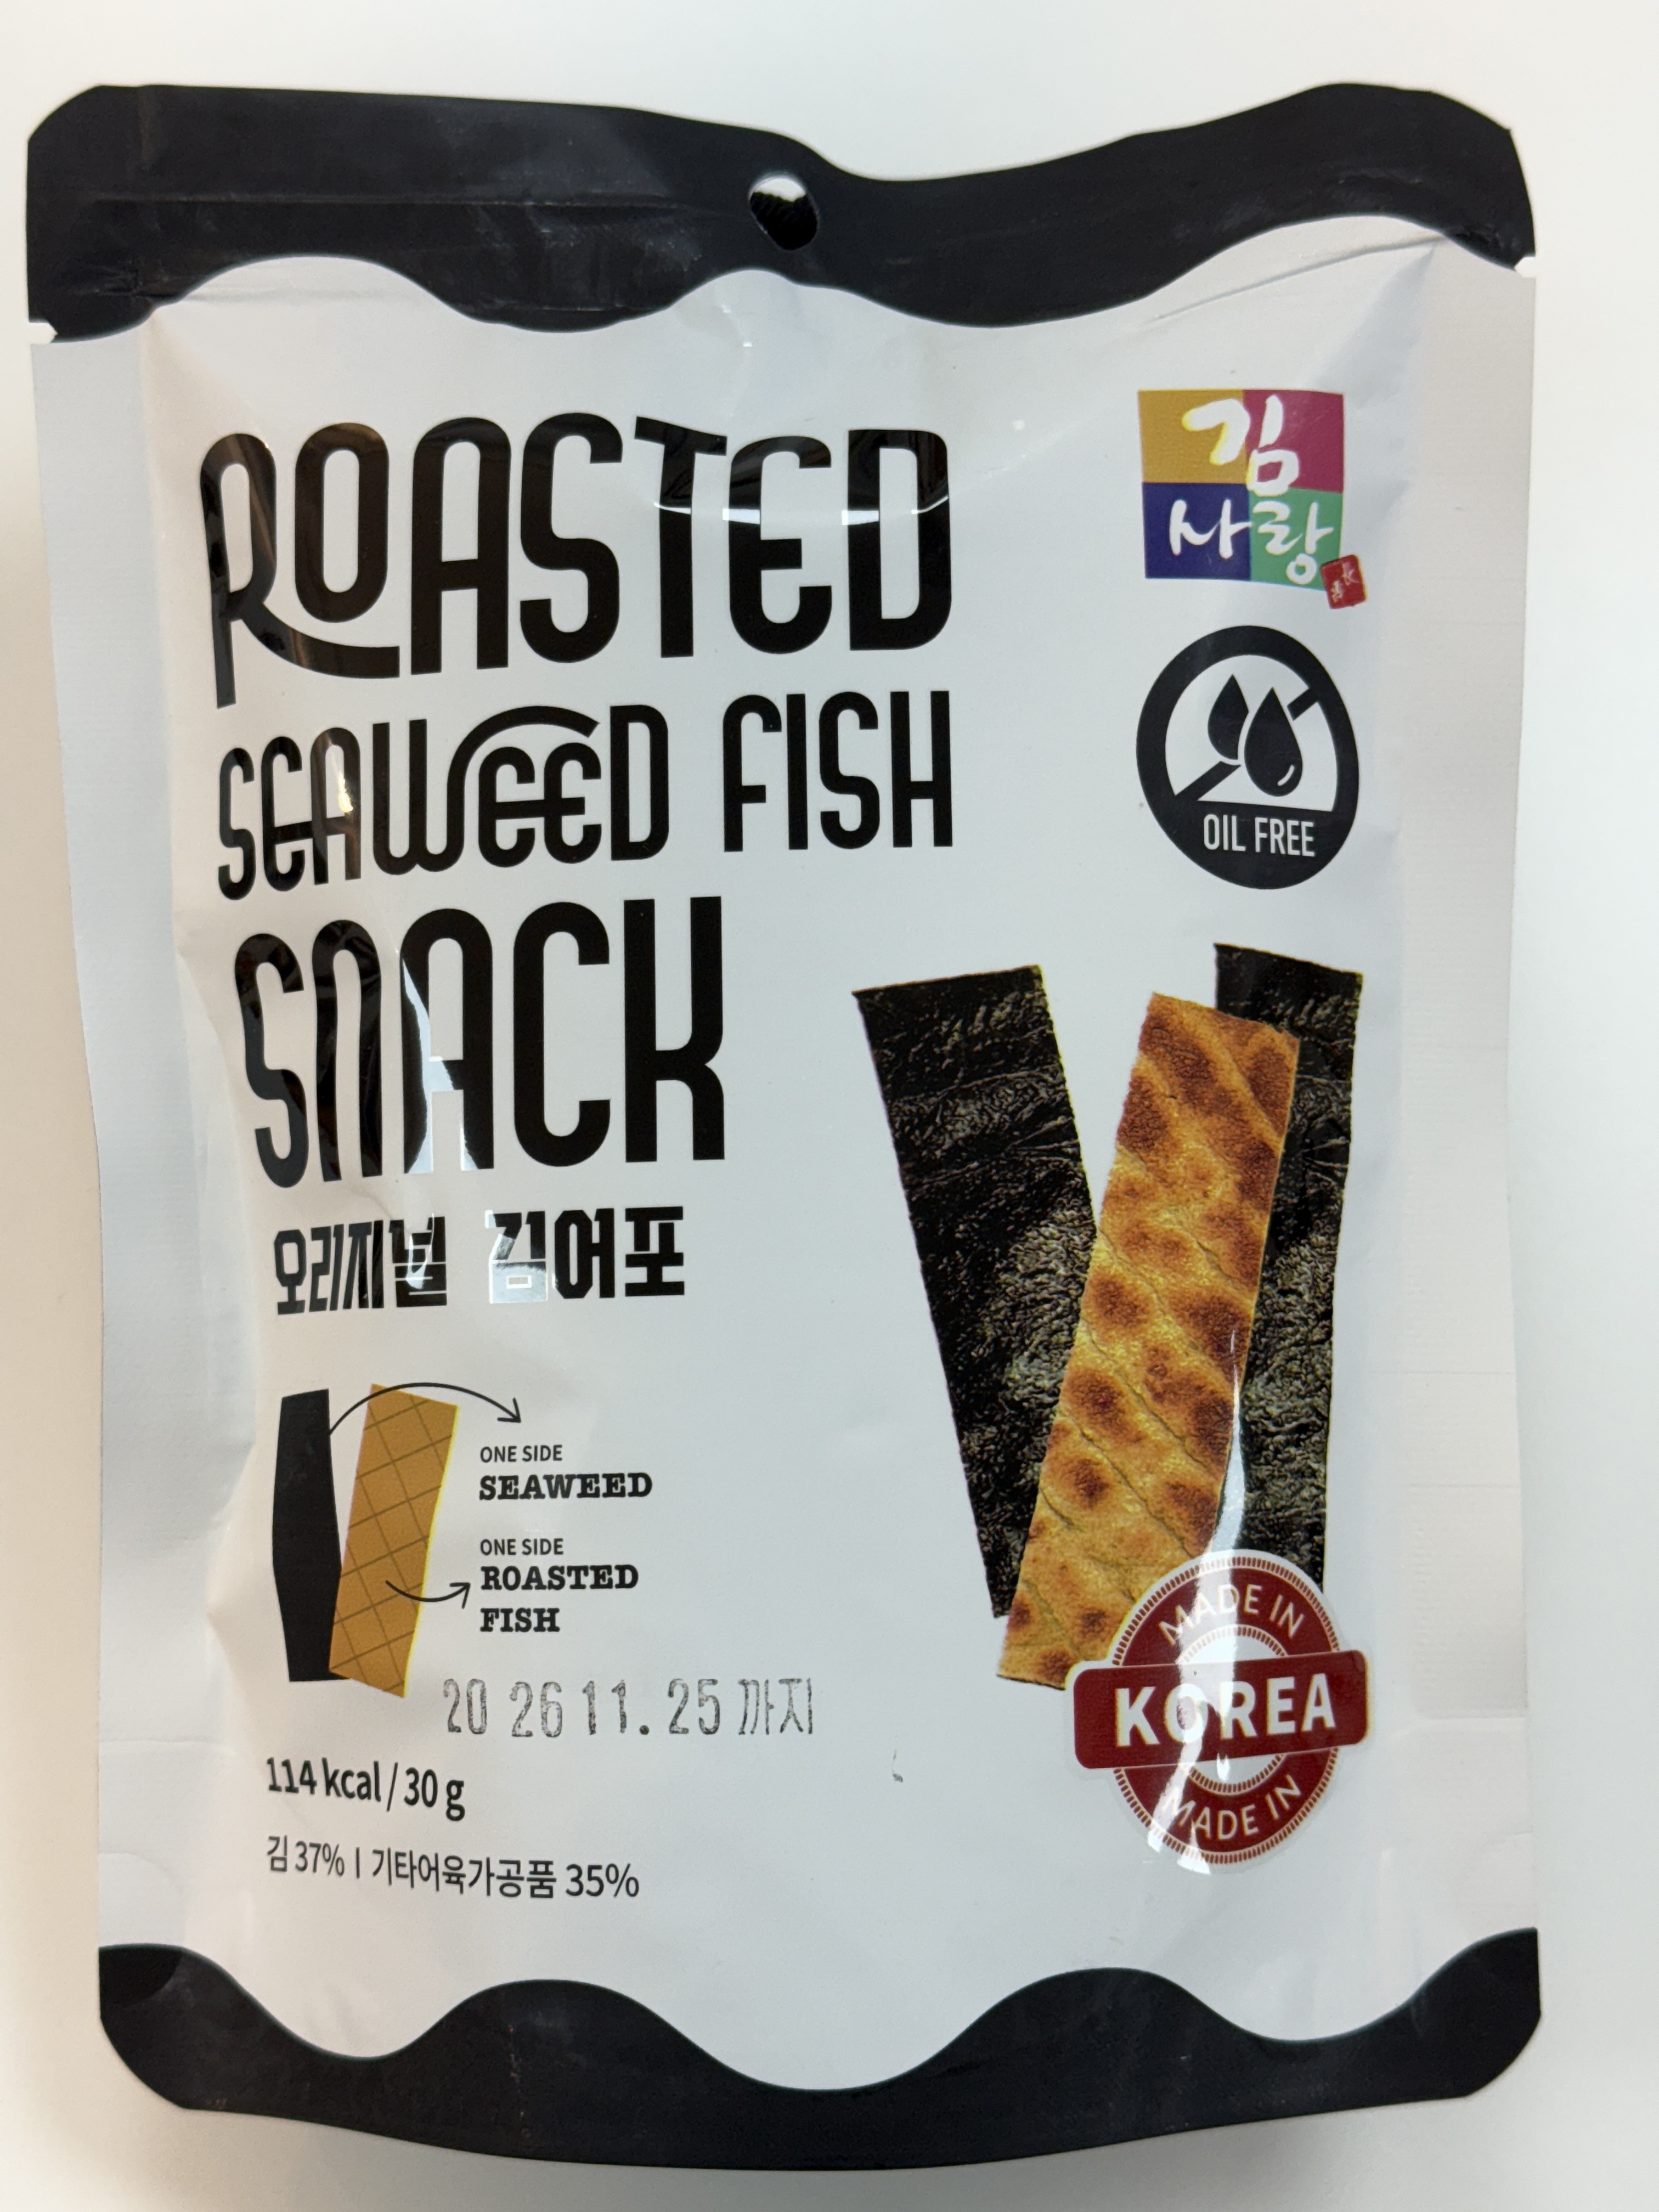 ROASTED
SEAWEED FISH
SNACK
오리지널 김어포
김
사랑
OIL FREE
ONE SIDE
SEAWEED
ONE SIDE
ROASTED
FISH
20 26 11. 25 까지
114 kcal / 30 g
김 37% | 기타어육가공품 35%
MADE IN
KOREA
MADE IN